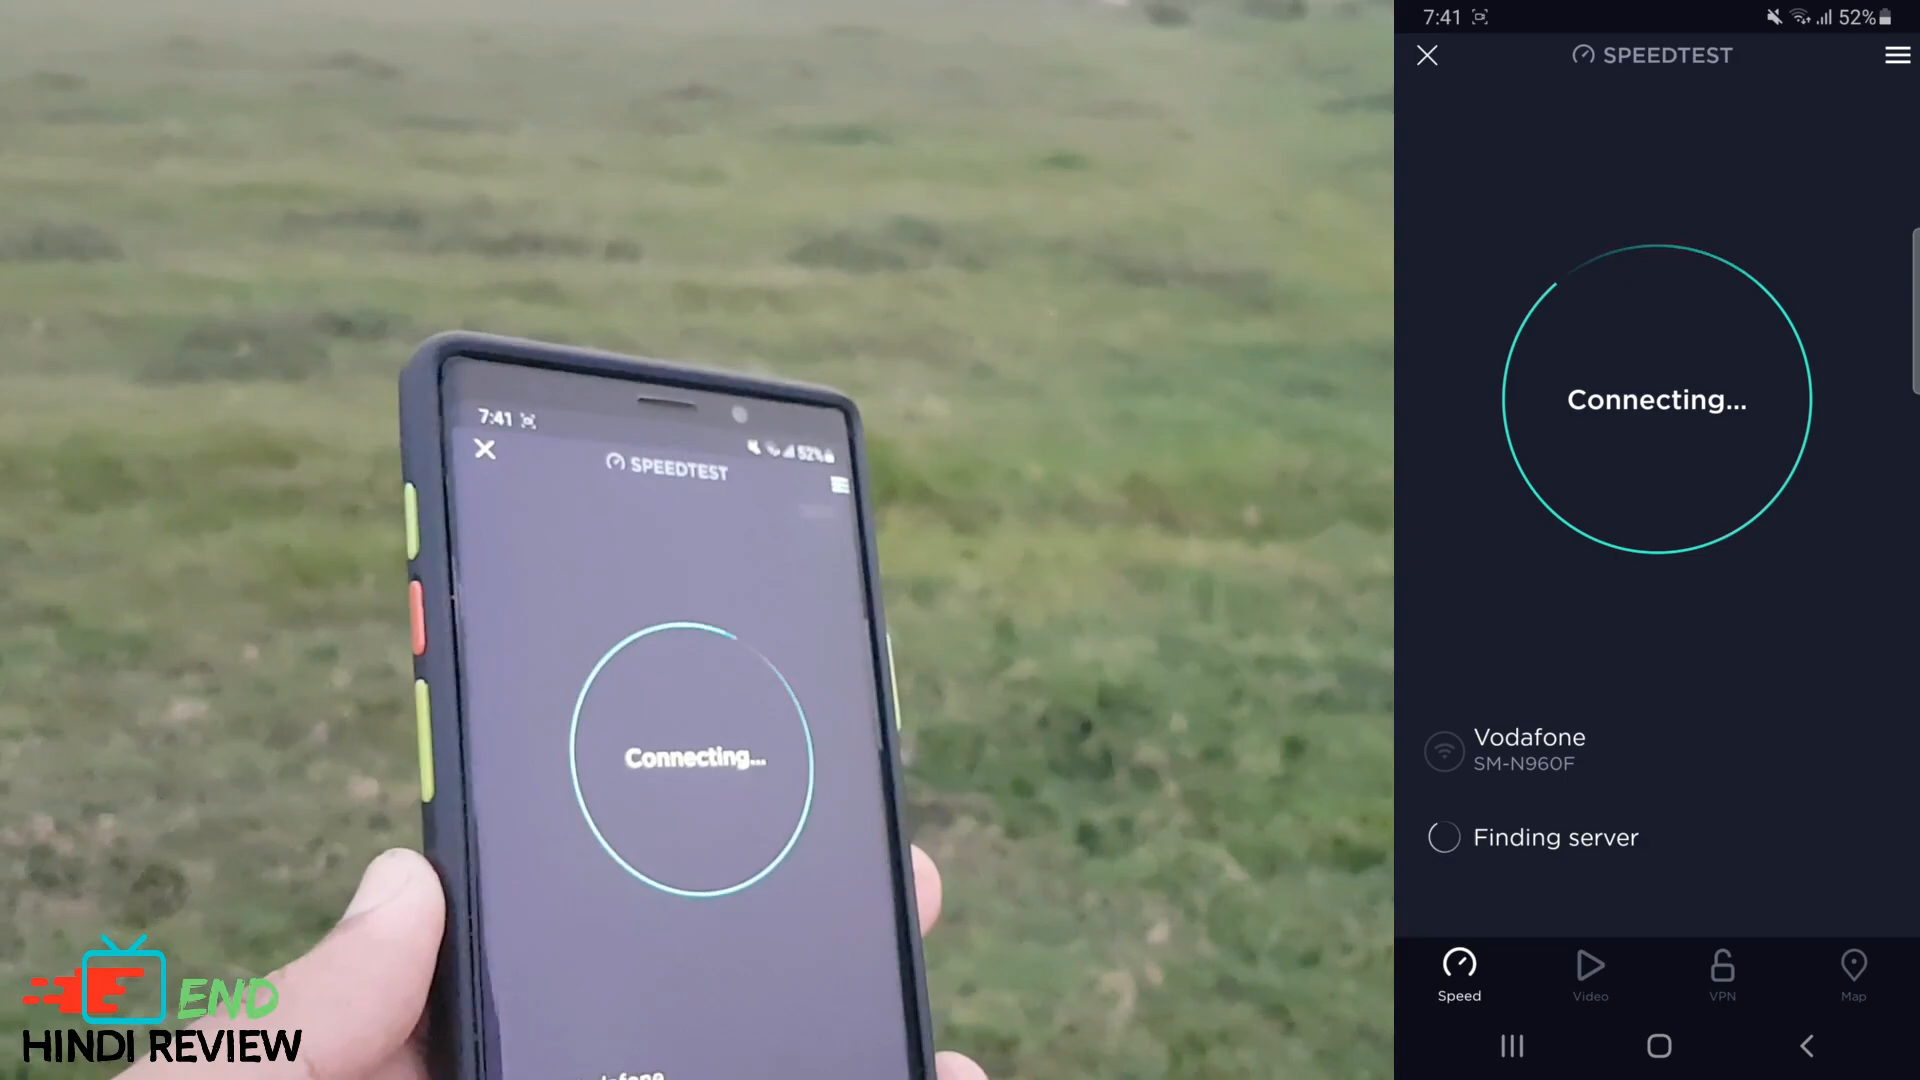 7:41
52%
SPEEDTEST
Connecting...
END
HINDI REVIEW
7:41
52%
SPEEDTEST
Connecting...
Vodafone
SM-N960F
Finding server
Speed
Video
VPN
Map